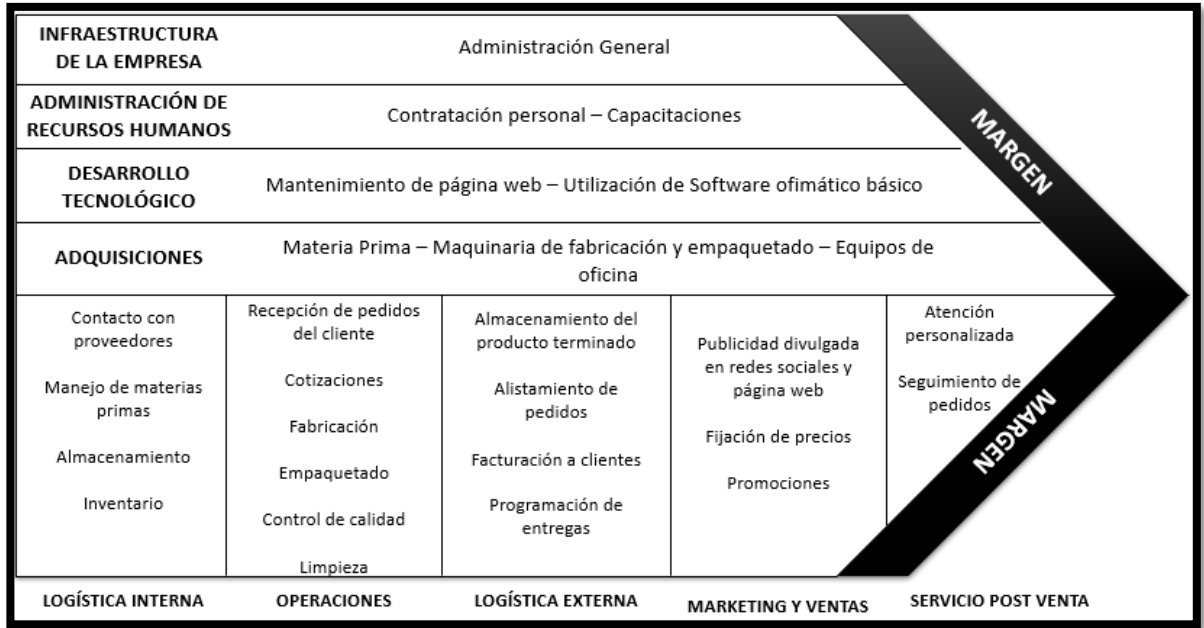 INFRAESTRUCTURA
DE LA EMPRESA
Administración General
ADMINISTRACIÓN DE
RECURSOS HUMANOS
Contratación personal – Capacitaciones
DESARROLLO
TECNOLÓGICO
Mantenimiento de página web – Utilización de Software ofimático básico
ADQUISICIONES
Materia Prima – Maquinaria de fabricación y empaquetado – Equipos de
oficina
MARGEN
Contacto con
proveedores
Manejo de materias
primas
Almacenamiento
Inventario
Recepción de pedidos
del cliente
Cotizaciones
Fabricación
Empaquetado
Control de calidad
Limpieza
Almacenamiento del
producto terminado
Alistamiento de
pedidos
Facturación a clientes
Programación de
entregas
Publicidad divulgada
en redes sociales y
página web
Fijación de precios
Promociones
Atención
personalizada
Seguimiento de
pedidos
MARGEN
LOGÍSTICA INTERNA
OPERACIONES
LOGÍSTICA EXTERNA
MARKETING Y VENTAS
SERVICIO POST VENTA